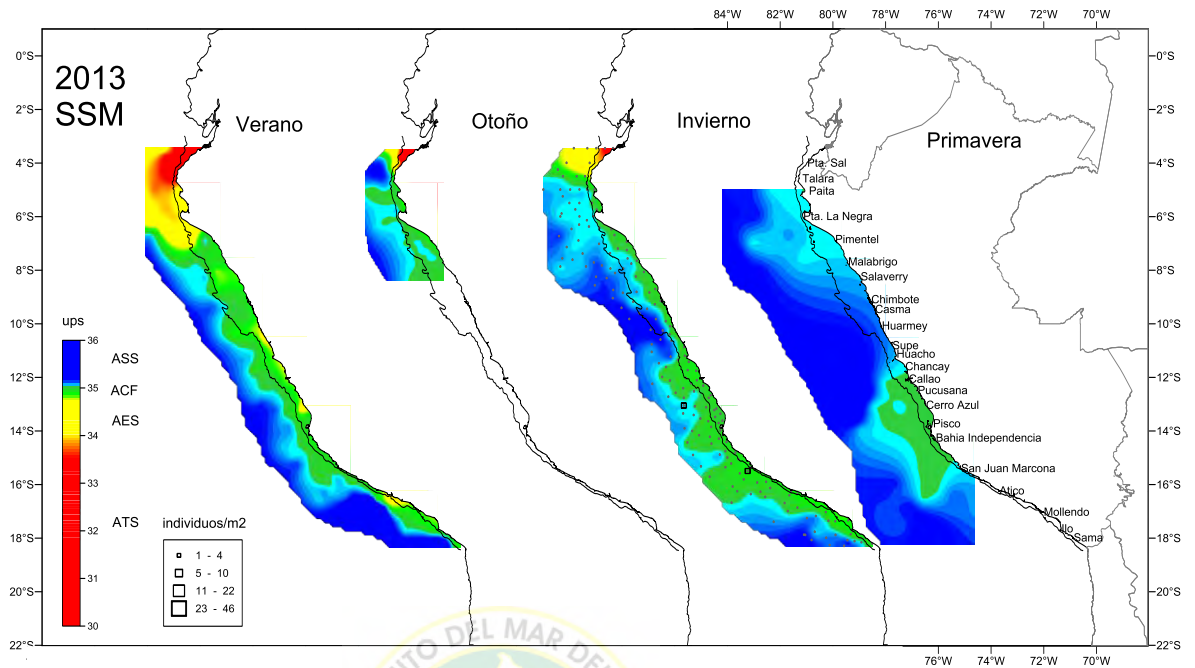 84°W 82°W 80°W 78°W 76°W 74°W 72°W 70°W
0°S 0°S
2013
SSM
2°S 2°S
Verano Otoño Invierno Primavera
4°S 4°S
Pta. Sal
Talara
Paita
6°S 6°S
Pta. La Negra
Pimentel
Malabrigo
8°S 8°S
Salaverry
Chimbote
Casma
10°S 10°S
Huarmey
Supe
Huacho
Chancay
12°S 12°S
Callao
Pucusana
Cerro Azul
Pisco
14°S 14°S
Bahia Independencia
San Juan Marcona
16°S 16°S
Atico
Mollendo
Ilo
18°S 18°S
Sama
20°S 20°S
22°S 22°S
ups
36
ASS
35
ACF
AES
34
33
32
ATS
31
30
individuos/m2
1 - 4
5 - 10
11 - 22
23 - 46
ITO DEL MAR DE
76°W 74°W 72°W 70°W